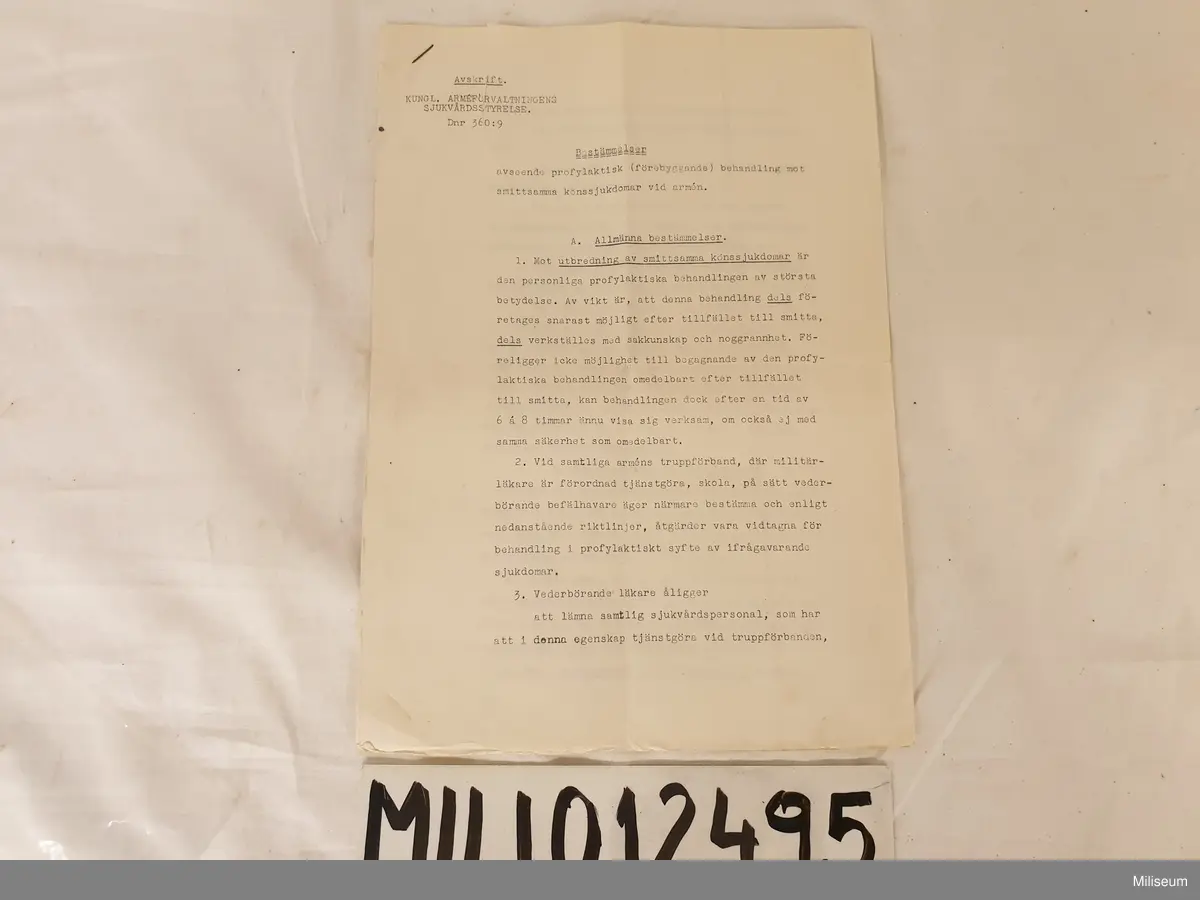 Avskrift.
KUNGL. ARMÉFÖRVALTNINGENS
SJUKVÅRDSSTYRELSE.
Dnr 360:9
Bestämmelser
avseende profylaktisk (förebyggande) behandling mot
smittsamma könssjukdomar vid armén.
A. Allmänna bestämmelser.
1. Mot utbredning av smittsamma könssjukdomar är
den personliga profylaktiska behandlingen av största
betydelse. Av vikt är, att denna behandling dels fö-
retages snarast möjligt efter tillfället till smitta,
dels verkställes med sakkunskap och noggrannhet. Fö-
religger icke möjlighet till begagnande av den profy-
laktiska behandlingen omedelbart efter tillfället
till smitta, kan behandlingen dock efter en tid av
6 á 8 timmar ännu visa sig verksam, om också ej med
samma säkerhet som omedelbart.
2. Vid samtliga arméns truppförband, där militär-
läkare är förordnad tjänstgöra, skola, på sätt veder-
börande befälhavare äger närmare bestämma och enligt
nedanstående riktlinjer, åtgärder vara vidtagna för
behandling i profylaktiskt syfte av ifrågavarande
sjukdomar.
3. Vederbörande läkare åligger
att lämna samtlig sjukvårdspersonal, som har
att i denna egenskap tjänstgöra vid truppförbanden,
MILI012495
Miliseum